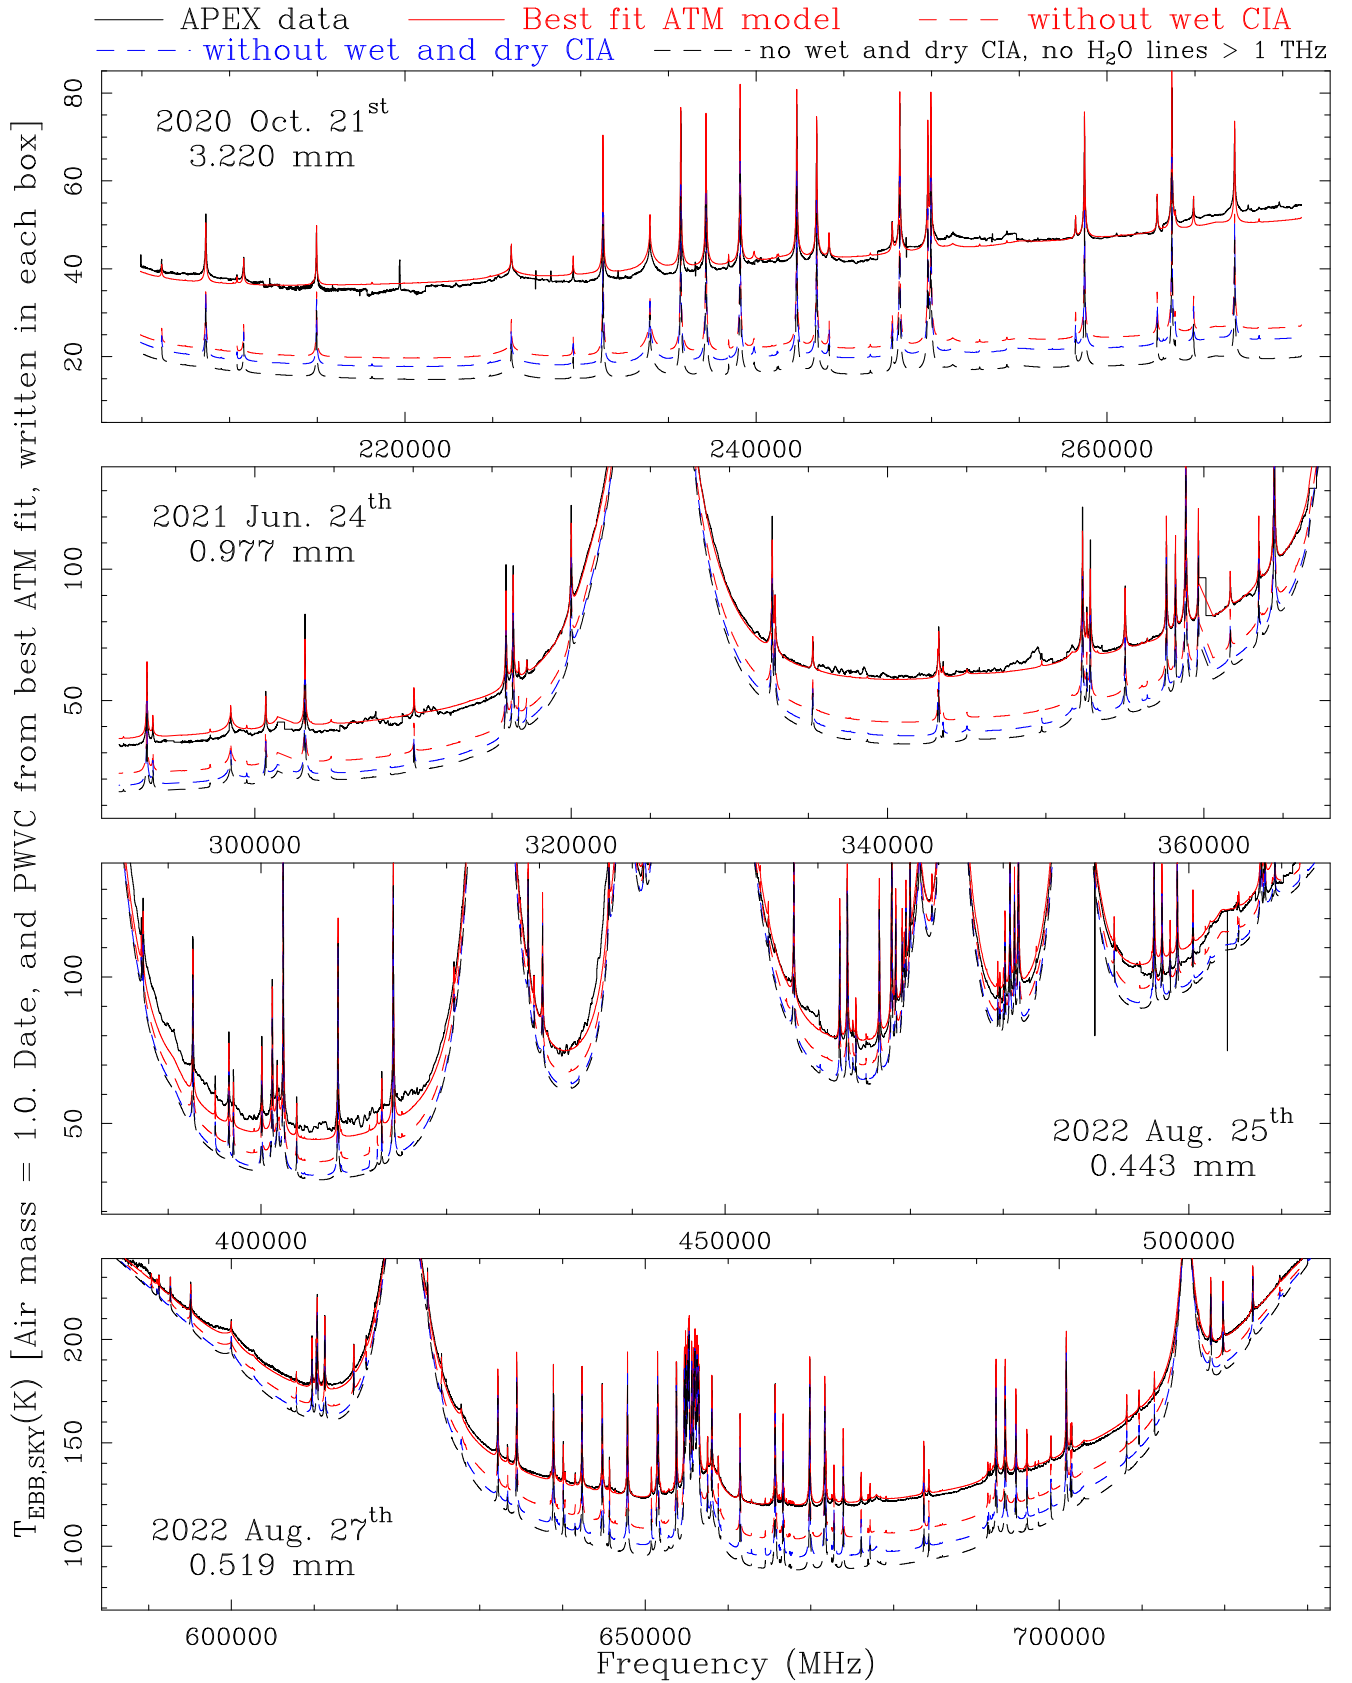 APEX data Best fit ATM model without wet CIA
without wet and dry CIA no wet and dry CIA, no H₂O lines > 1 THz
T_EBB,SKY(K) [Air mass = 1.0. Date, and PWVC from best ATM fit, written in each box]
80
60
40
20
2020 Oct. 21st
3.220 mm
220000 240000 260000
100
50
2021 Jun. 24th
0.977 mm
300000 320000 340000 360000
100
50
2022 Aug. 25th
0.443 mm
400000 450000 500000
200
150
100
2022 Aug. 27th
0.519 mm
600000 650000 700000
Frequency (MHz)